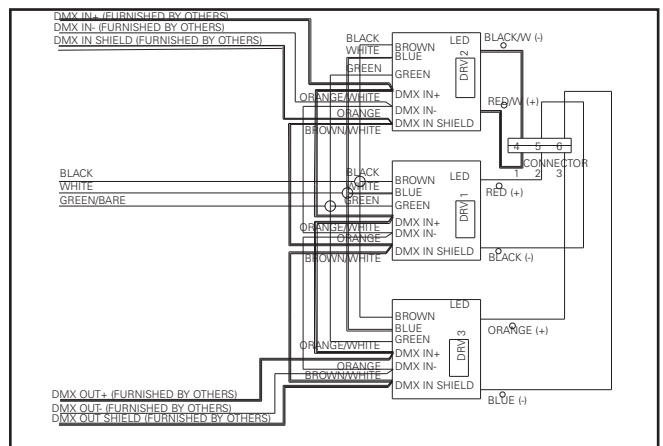 DMX IN+ (FURNISHED BY OTHERS)
DMX IN- (FURNISHED BY OTHERS)
DMX IN SHIELD (FURNISHED BY OTHERS)
BLACK
WHITE
GREEN
ORANGE/WHITE
ORANGE
BROWN/WHITE
BROWN
BLUE
GREEN
DMX IN+
DMX IN-
DMX IN SHIELD
LED
DRV 2
BLACK/W (-)
RED/W (+)
4 5 6
CONNECTOR
1 2 3
BLACK
WHITE
GREEN/BARE
BLACK
WHITE
GREEN
ORANGE/WHITE
ORANGE
BROWN/WHITE
BROWN
BLUE
GREEN
DMX IN+
DMX IN-
DMX IN SHIELD
LED
DRV 1
RED (+)
BLACK (-)
ORANGE/WHITE
ORANGE
BROWN/WHITE
BROWN
BLUE
GREEN
DMX IN+
DMX IN-
DMX IN SHIELD
LED
DRV 3
ORANGE (+)
BLUE (-)
DMX OUT+ (FURNISHED BY OTHERS)
DMX OUT- (FURNISHED BY OTHERS)
DMX OUT SHIELD (FURNISHED BY OTHERS)